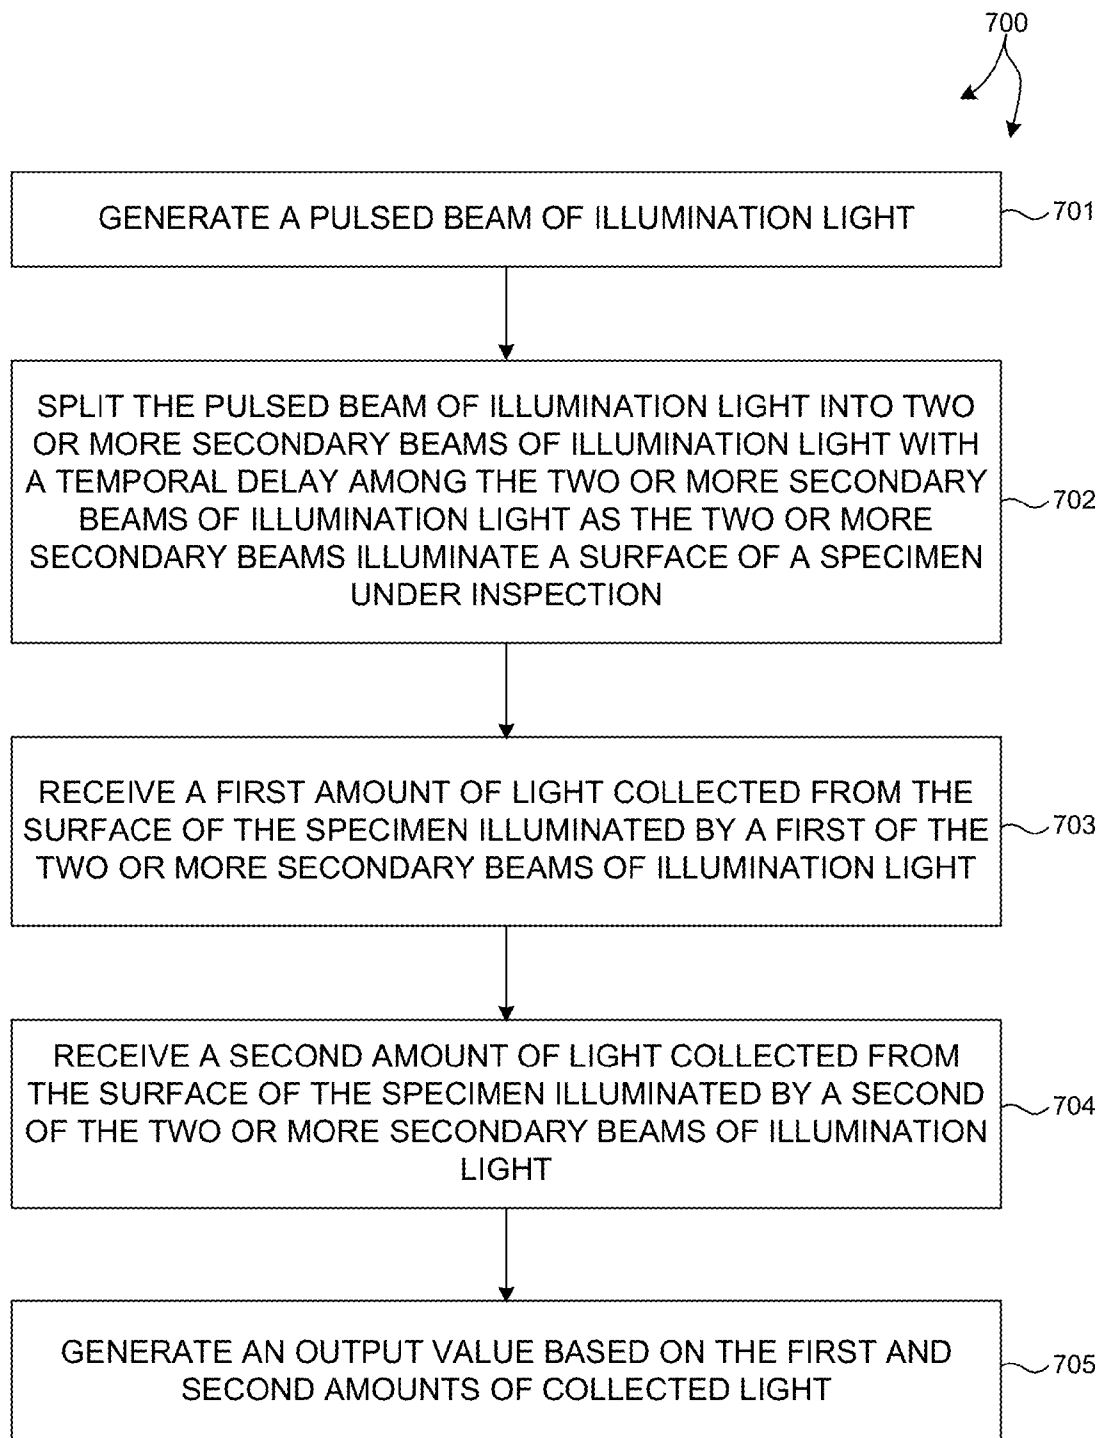 700
GENERATE A PULSED BEAM OF ILLUMINATION LIGHT
701
SPLIT THE PULSED BEAM OF ILLUMINATION LIGHT INTO TWO
OR MORE SECONDARY BEAMS OF ILLUMINATION LIGHT WITH
A TEMPORAL DELAY AMONG THE TWO OR MORE SECONDARY
BEAMS OF ILLUMINATION LIGHT AS THE TWO OR MORE
SECONDARY BEAMS ILLUMINATE A SURFACE OF A SPECIMEN
UNDER INSPECTION
702
RECEIVE A FIRST AMOUNT OF LIGHT COLLECTED FROM THE
SURFACE OF THE SPECIMEN ILLUMINATED BY A FIRST OF THE
TWO OR MORE SECONDARY BEAMS OF ILLUMINATION LIGHT
703
RECEIVE A SECOND AMOUNT OF LIGHT COLLECTED FROM
THE SURFACE OF THE SPECIMEN ILLUMINATED BY A SECOND
OF THE TWO OR MORE SECONDARY BEAMS OF ILLUMINATION
LIGHT
704
GENERATE AN OUTPUT VALUE BASED ON THE FIRST AND
SECOND AMOUNTS OF COLLECTED LIGHT
705